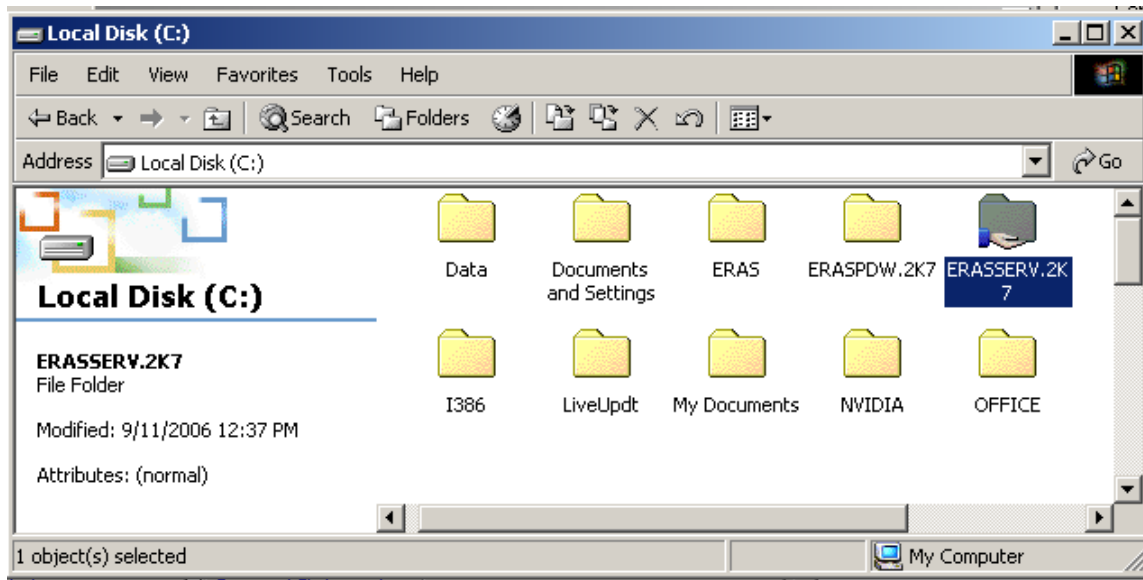 Local Disk (C:)
File Edit View Favorites Tools Help
Back Search Folders
Address Local Disk (C:) Go
Local Disk (C:)
ERASSERV.2K7
File Folder
Modified: 9/11/2006 12:37 PM
Attributes: (normal)
Data
Documents
and Settings
ERAS
ERASPDW.2K7
ERASSERV.2K
7
I386
LiveUpdt
My Documents
NVIDIA
OFFICE
1 object(s) selected
My Computer